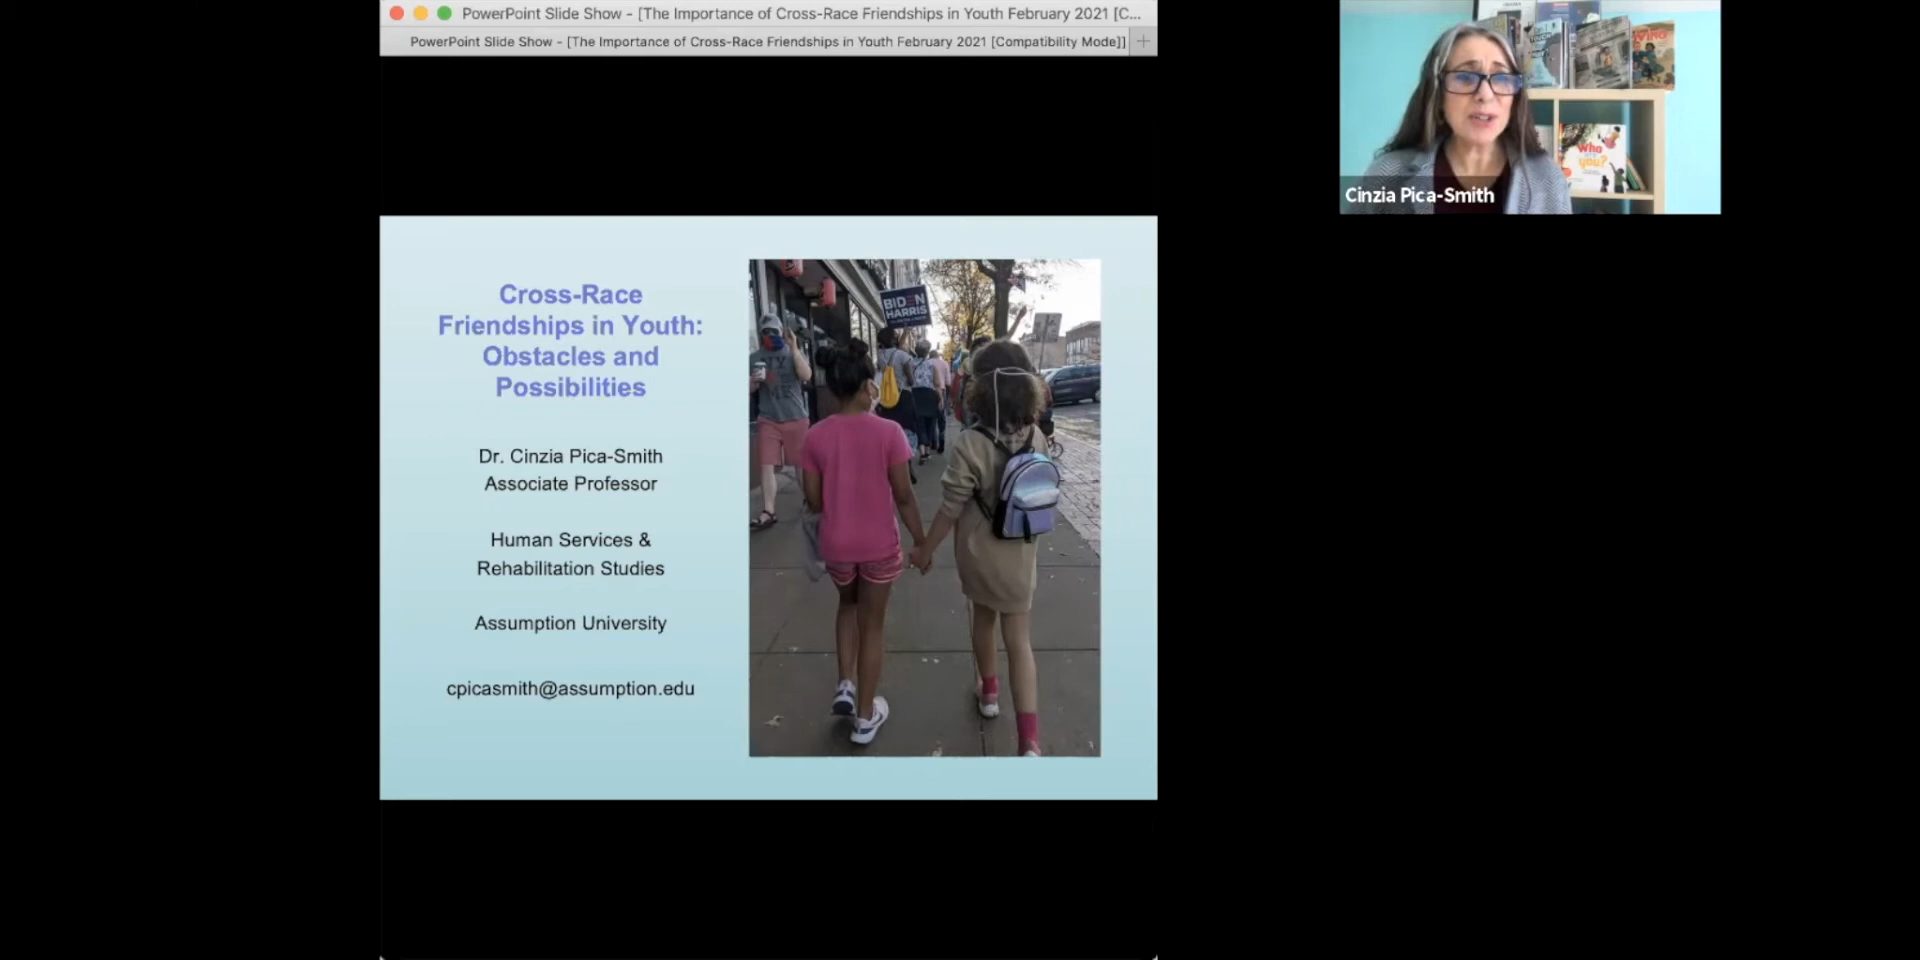 PowerPoint Slide Show - [The Importance of Cross-Race Friendships in Youth February 2021 [C...
PowerPoint Slide Show - [The Importance of Cross-Race Friendships in Youth February 2021 [Compatibility Mode]]
Cross-Race
Friendships in Youth:
Obstacles and
Possibilities
Dr. Cinzia Pica-Smith
Associate Professor
Human Services &
Rehabilitation Studies
Assumption University
cpicasmith@assumption.edu
BIDEN
HARRIS
Who
you?
Cinzia Pica-Smith